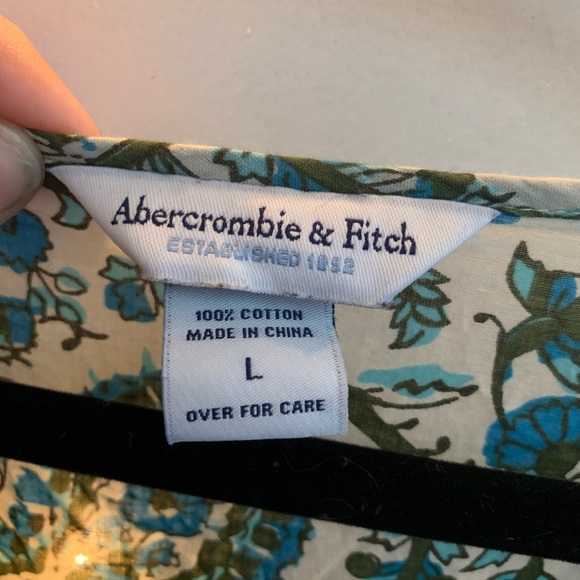 Abercrombie & Fitch
ESTABLISHED 1892
100% COTTON
MADE IN CHINA
L
OVER FOR CARE